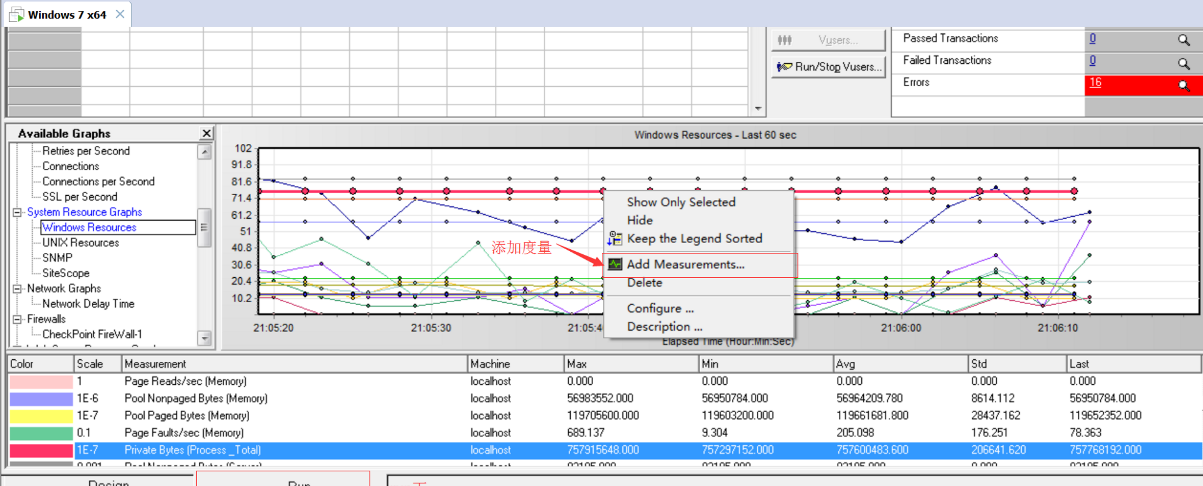 Windows 7 x64
Vusers...
Run/Stop Vusers...
Passed Transactions 0
Failed Transactions 0
Errors 16
Available Graphs
Retries per Second
Connections
Connections per Second
SSL per Second
System Resource Graphs
Windows Resources
UNIX Resources
SNMP
SiteScope
Network Graphs
Network Delay Time
Firewalls
CheckPoint FireWall-1
Windows Resources - Last 60 sec
102
91.8
81.6
71.4
61.2
51
40.8
30.6
20.4
10.2
21:05:20 21:05:30 21:05:4 21:06:00 21:06:10
Elapsed Time (Hour:Min:Sec)
添加度量
Show Only Selected
Hide
Keep the Legend Sorted
Add Measurements...
Delete
Configure ...
Description ...
Color Scale Measurement Machine Max Min Avg Std Last
1 Page Reads/sec (Memory) localhost 0.000 0.000 0.000 0.000 0.000
1E-6 Pool Nonpaged Bytes (Memory) localhost 56983552.000 56950784.000 56964209.780 8614.112 56950784.000
1E-7 Pool Paged Bytes (Memory) localhost 119705600.000 119603200.000 119661681.800 28437.162 119652352.000
0.1 Page Faults/sec (Memory) localhost 689.137 9.304 205.098 176.251 78.363
1E-7 Private Bytes (Process _Total) localhost 757915648.000 757297152.000 757600483.600 206641.620 757768192.000
0.001 Pool Nonpaged Bytes (Server) localhost
Design Run